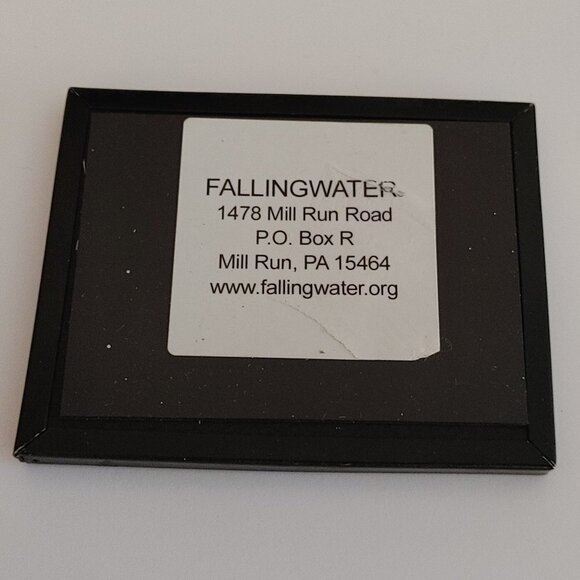 FALLINGWATER®
1478 Mill Run Road
P.O. Box R
Mill Run, PA 15464
www.fallingwater.org